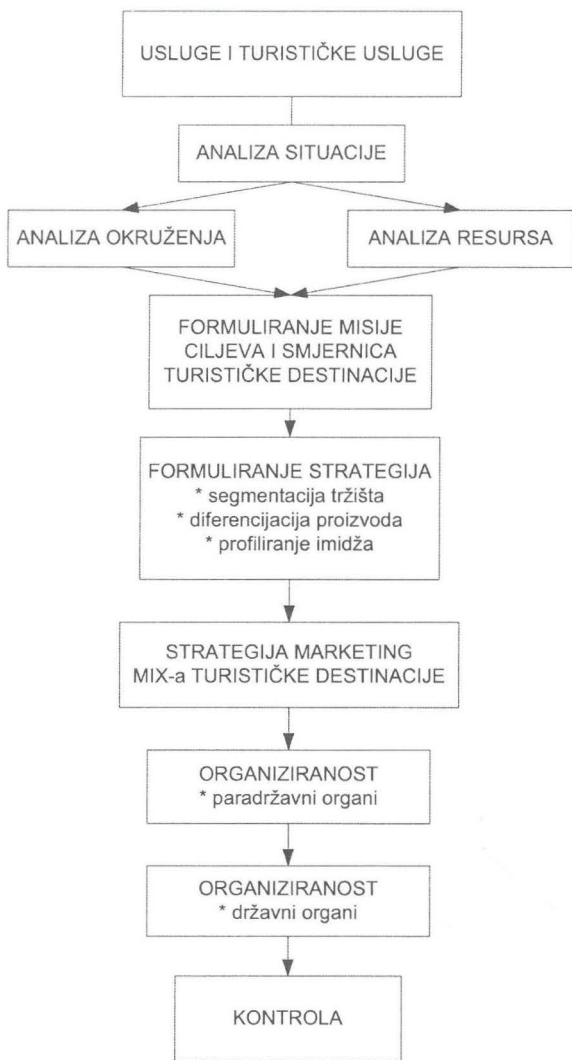 USLUGE I TURISTIČKE USLUGE
ANALIZA SITUACIJE
ANALIZA OKRUŽENJA
ANALIZA RESURSA
FORMULIRANJE MISIJE
CILJEVA I SMJERNICA
TURISTIČKE DESTINACIJE
FORMULIRANJE STRATEGIJA
* segmentacija tržišta
* diferencijacija proizvoda
* profiliranje imidža
STRATEGIJA MARKETING
MIX-a TURISTIČKE DESTINACIJE
ORGANIZIRANOST
* paradržavni organi
ORGANIZIRANOST
* državni organi
KONTROLA